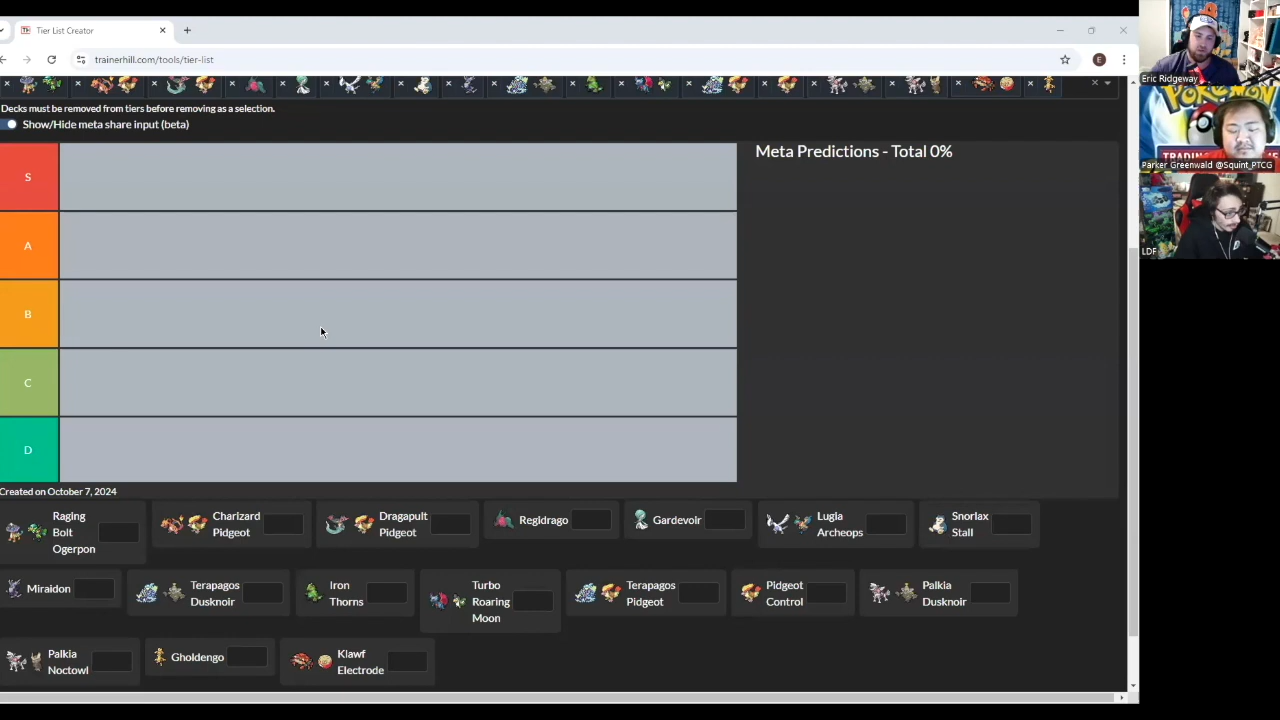 Tier List Creator
trainerhill.com/tools/tier-list
E
Decks must be removed from tiers before removing as a selection.
Show/Hide meta share input (beta)
Meta Predictions - Total 0%
S
A
B
C
D
Created on October 7, 2024
Raging
Bolt
Ogerpon
Charizard
Pidgeot
Dragapult
Pidgeot
Regidrago
Gardevoir
Lugia
Archeops
Snorlax
Stall
Miraidon
Terapagos
Dusknoir
Iron
Thorns
Turbo
Roaring
Moon
Terapagos
Pidgeot
Pidgeot
Control
Palkia
Dusknoir
Palkia
Noctowl
Gholdengo
Klawf
Electrode
Eric Ridgeway
POKÉMON
Parker Greenwald @Squint_PTCG
LDF